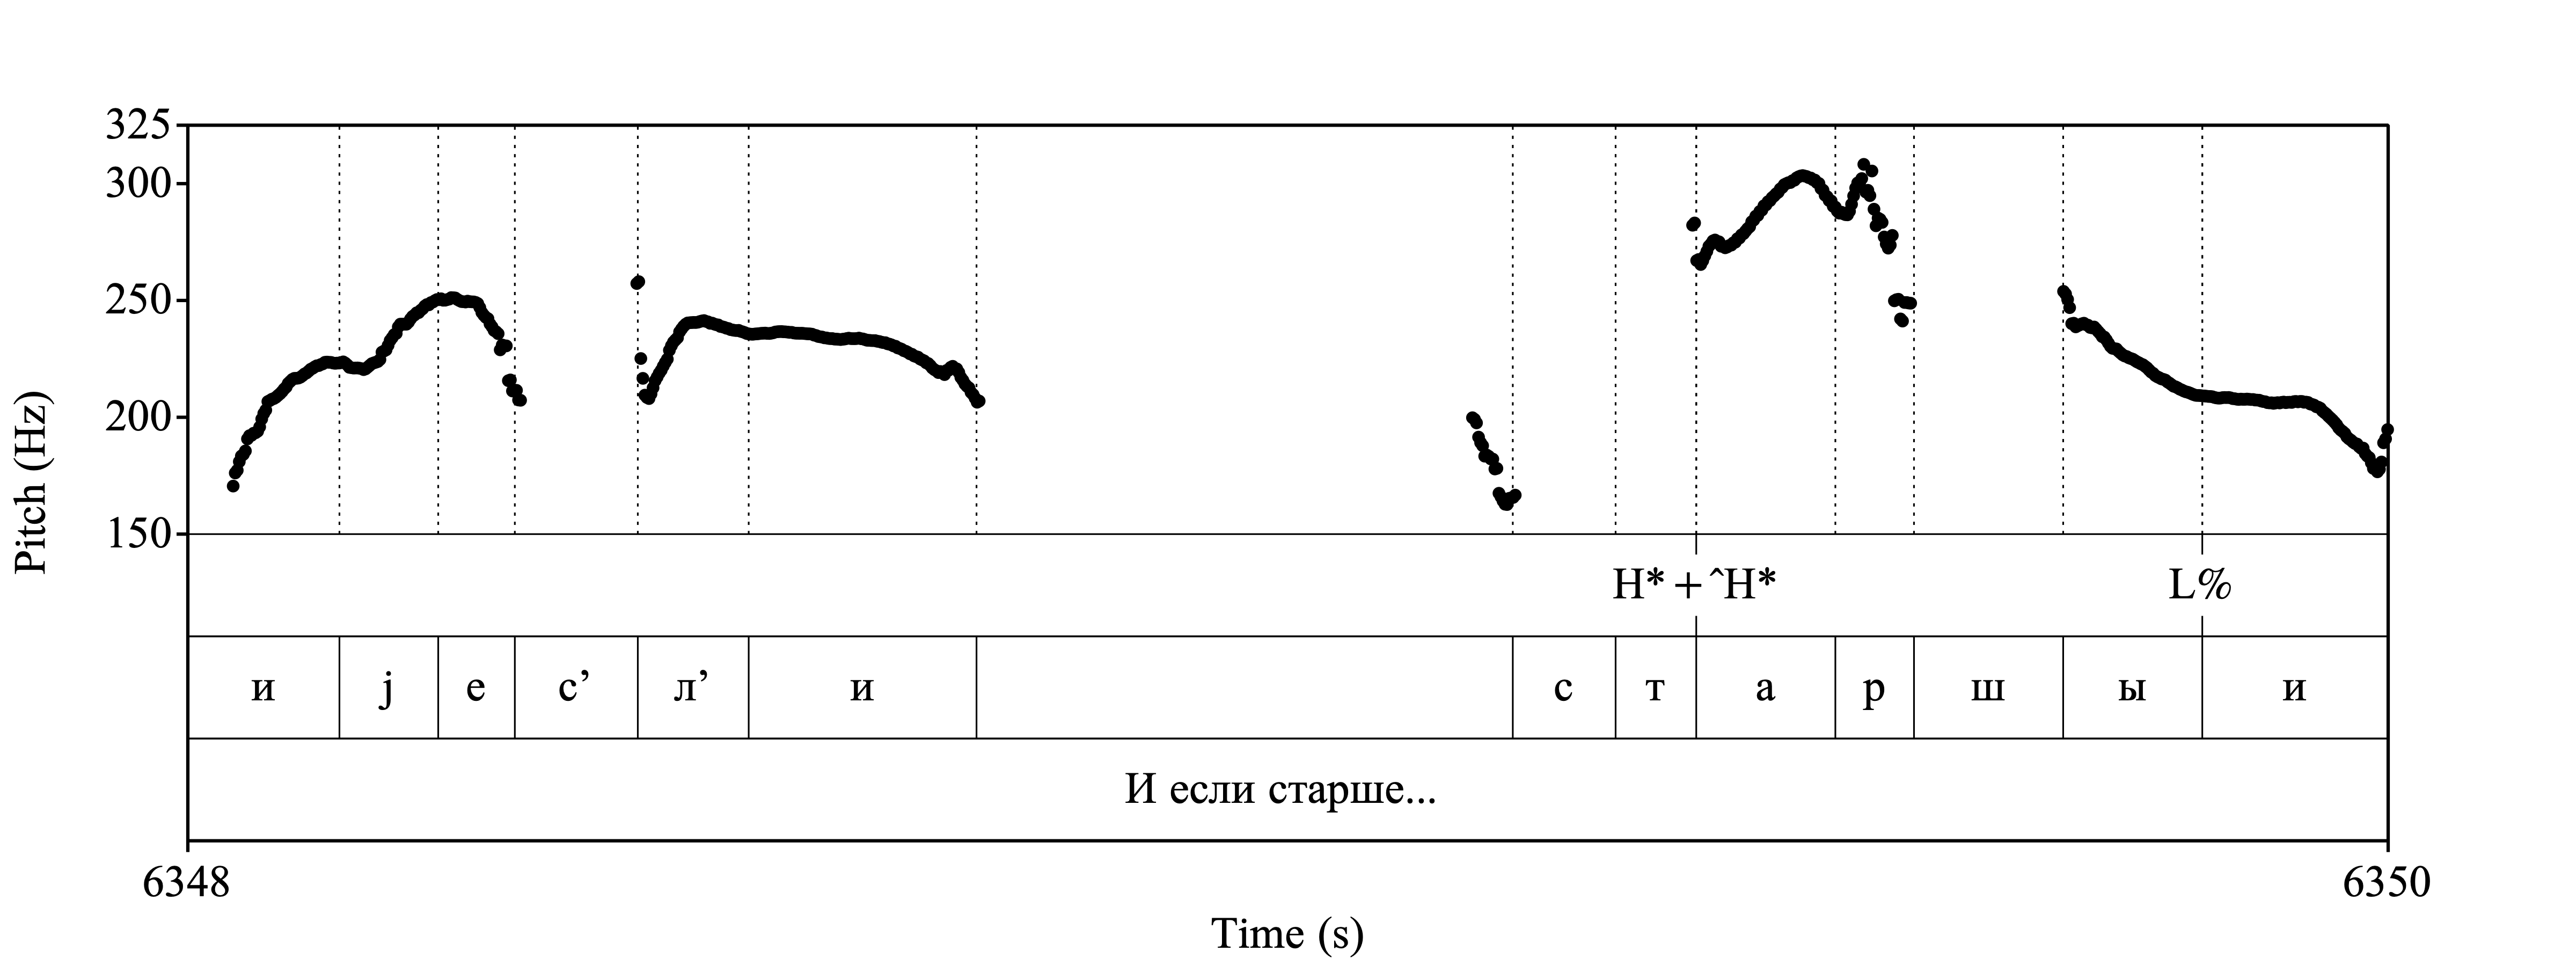 325
300
250
200
150
Pitch (Hz)
H* + ^H* L%
и ј е с’ л’ и с т а р ш ы и
И если старше...
6348 6350
Time (s)